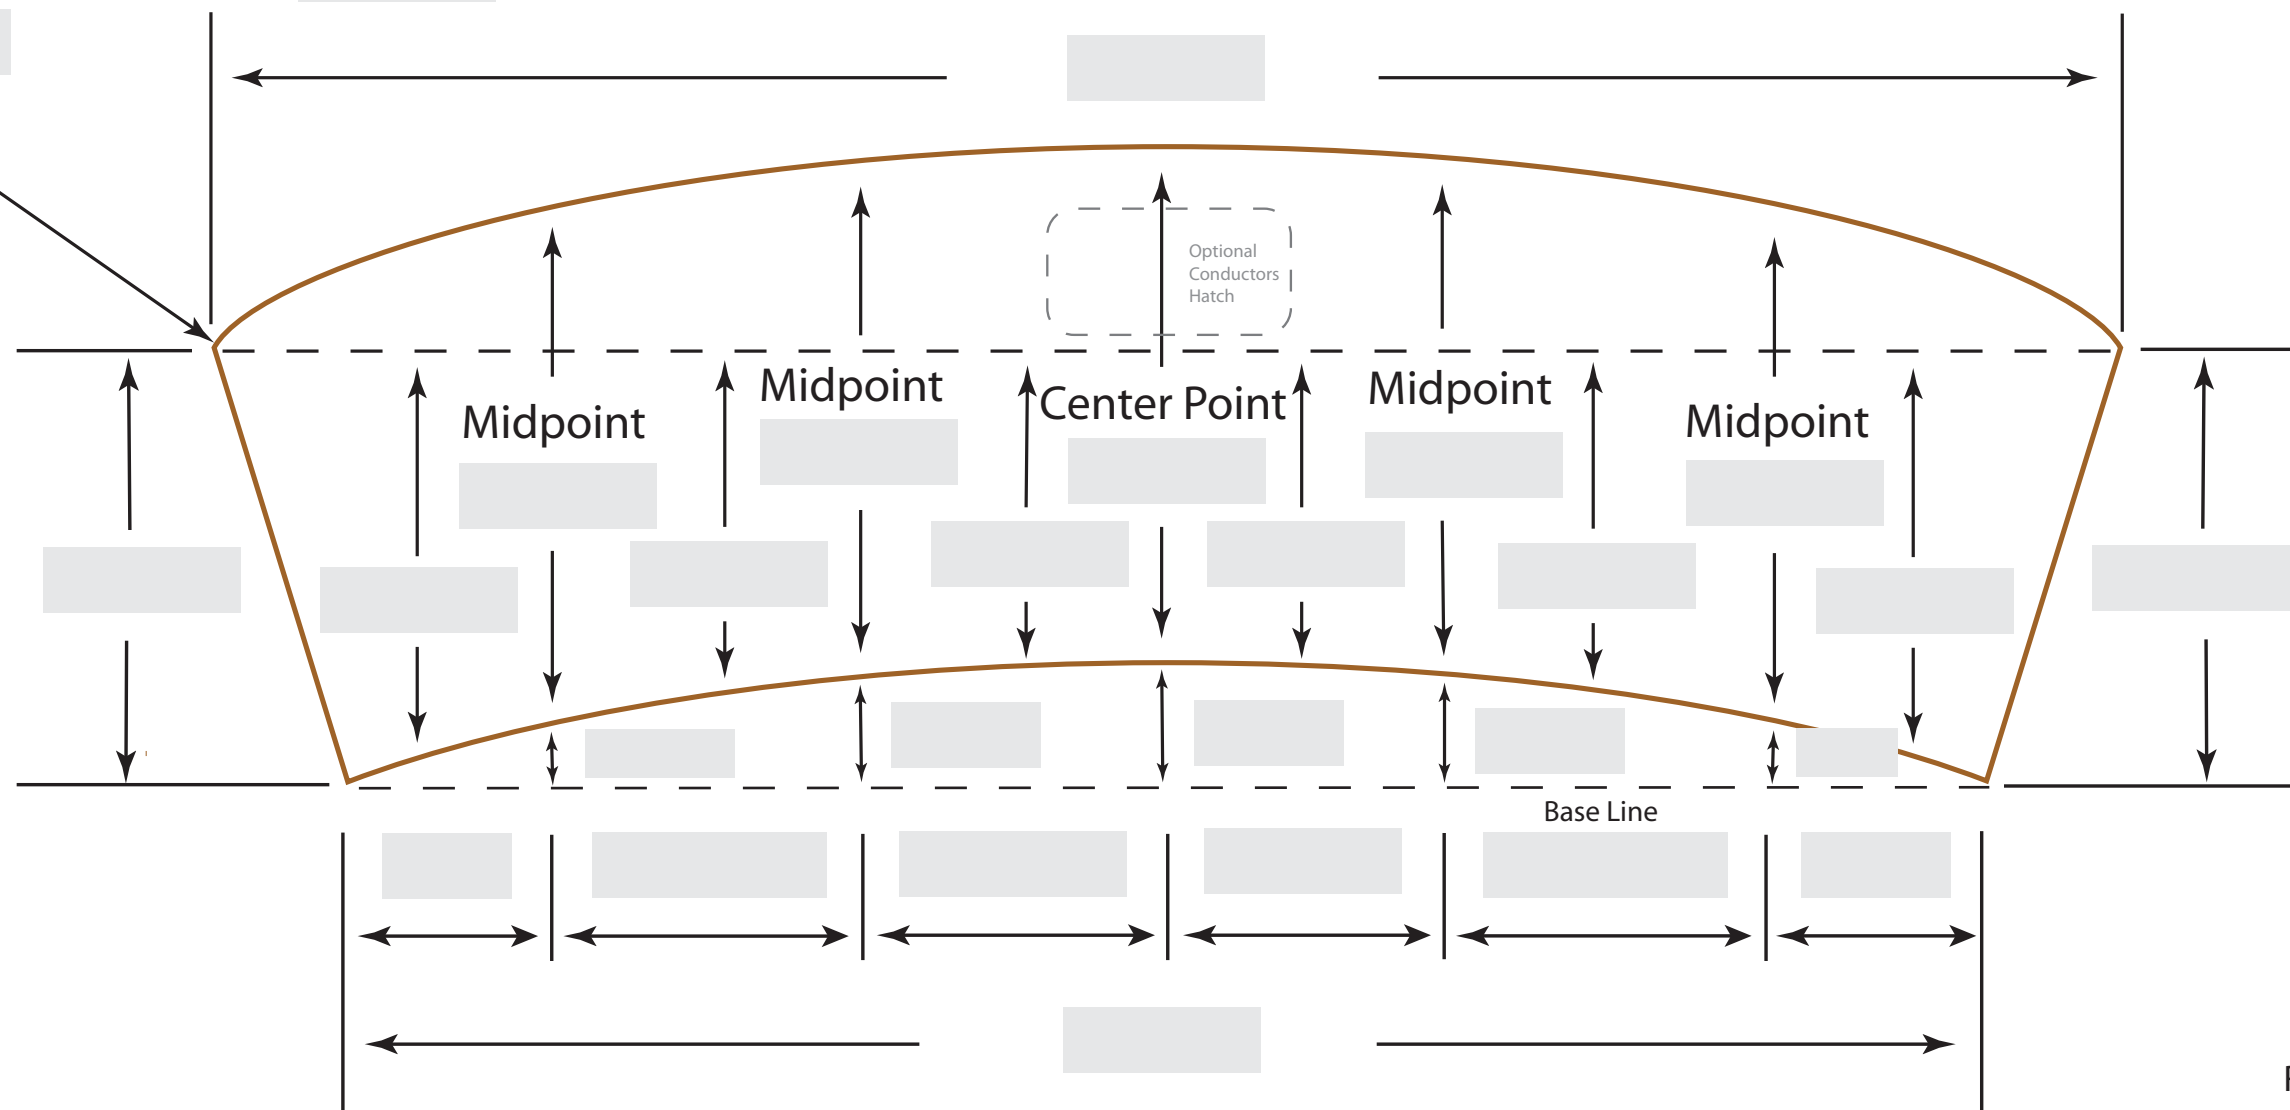 Optional
Conductors
Hatch
Midpoint
Center Point
Midpoint
Midpoint
Midpoint
Base Line